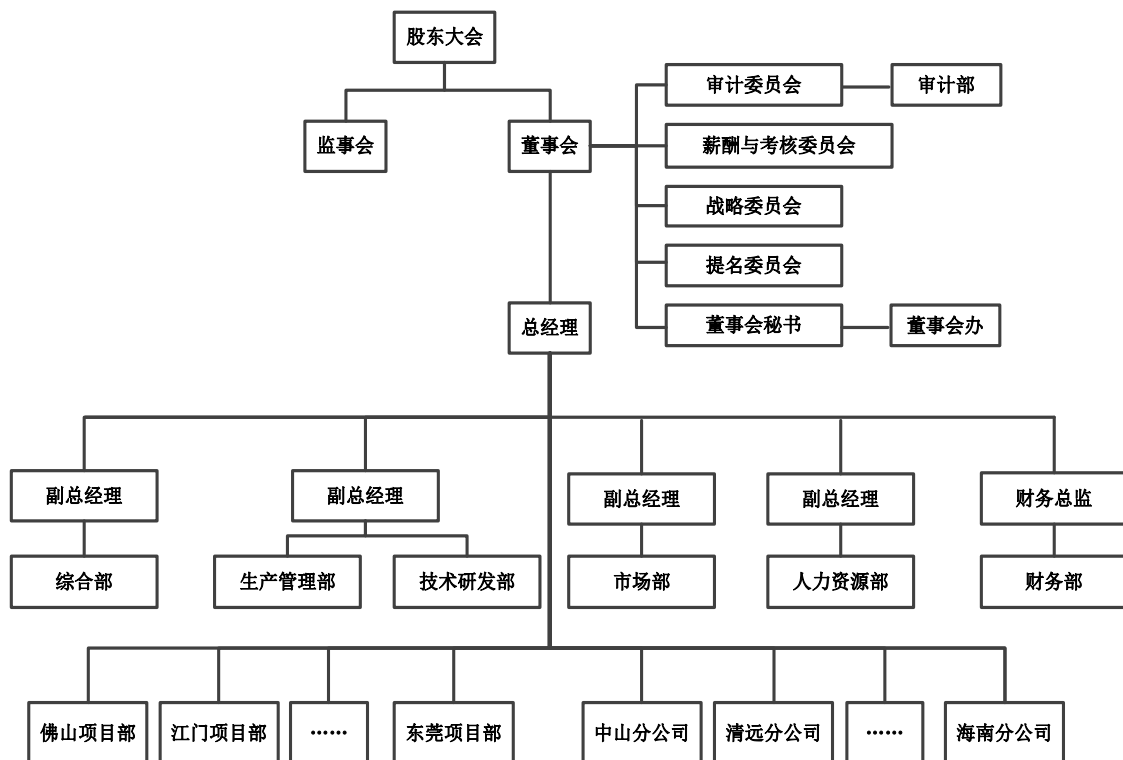 股东大会
审计委员会
审计部
监事会
董事会
薪酬与考核委员会
战略委员会
提名委员会
总经理
董事会秘书
董事会办
副总经理
副总经理
副总经理
副总经理
财务总监
综合部
生产管理部
技术研发部
市场部
人力资源部
财务部
佛山项目部
江门项目部
……
东莞项目部
中山分公司
清远分公司
……
海南分公司